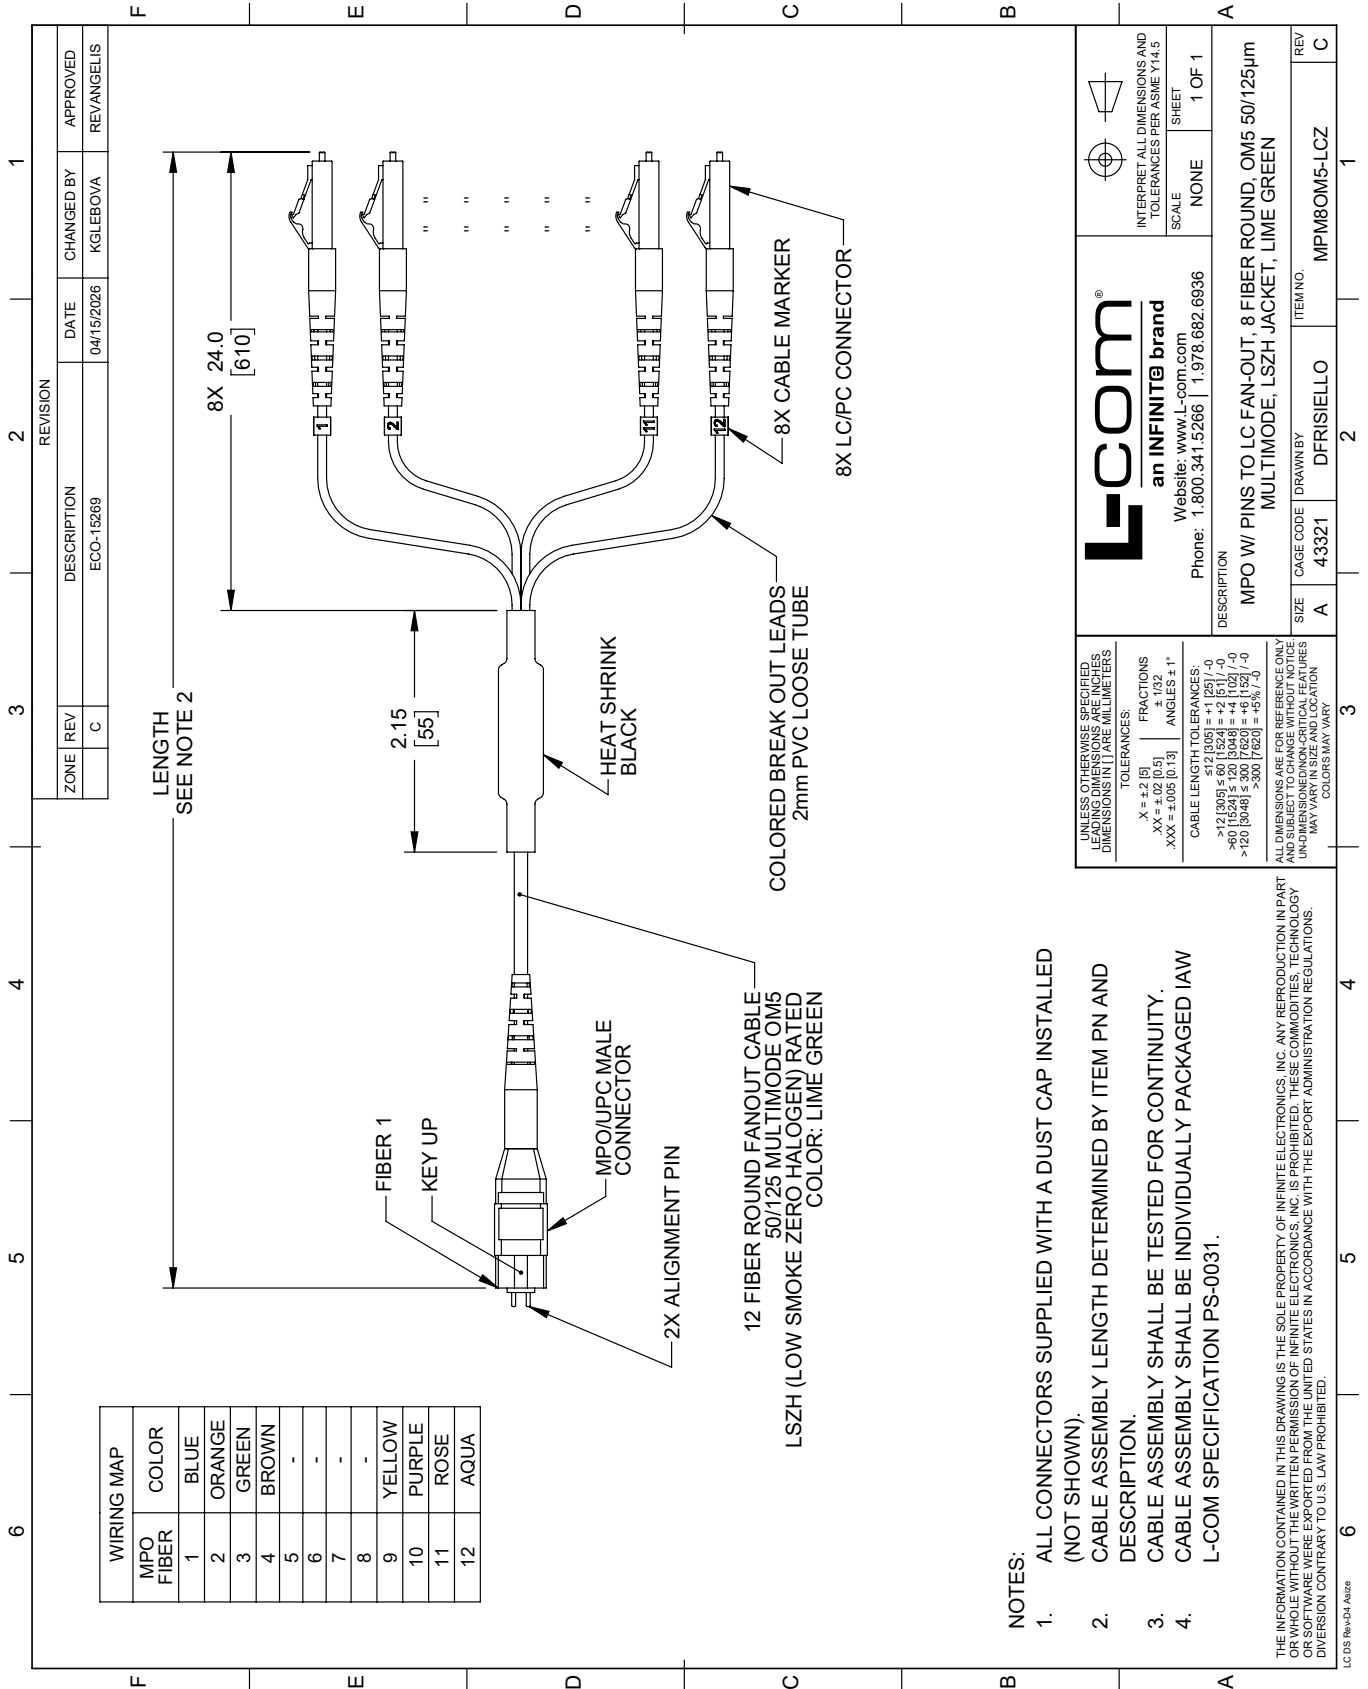 REVISION
ZONE REV DESCRIPTION DATE CHANGED BY APPROVED
C ECO-15269 04/15/2026 KGLEBOVA REVANGELIS
6 5 4 3 2 1
F
E
D
C
B
A
WIRING MAP
MPO FIBER COLOR
1 BLUE
2 ORANGE
3 GREEN
4 BROWN
5 -
6 -
7 -
8 -
9 YELLOW
10 PURPLE
11 ROSE
12 AQUA
LENGTH
SEE NOTE 2
8X 24.0
[610]
2.15
[55]
FIBER 1
KEY UP
MPO/UPC MALE
CONNECTOR
2X ALIGNMENT PIN
HEAT SHRINK
BLACK
1
2
" "
" "
" "
" "
" "
11
12
8X CABLE MARKER
8X LC/PC CONNECTOR
COLORED BREAK OUT LEADS
2mm PVC LOOSE TUBE
12 FIBER ROUND FANOUT CABLE
50/125 MULTIMODE OM5
LSZH (LOW SMOKE ZERO HALOGEN) RATED
COLOR: LIME GREEN
NOTES:
1. ALL CONNECTORS SUPPLIED WITH A DUST CAP INSTALLED
(NOT SHOWN).
2. CABLE ASSEMBLY LENGTH DETERMINED BY ITEM PN AND
DESCRIPTION.
3. CABLE ASSEMBLY SHALL BE TESTED FOR CONTINUITY.
4. CABLE ASSEMBLY SHALL BE INDIVIDUALLY PACKAGED IAW
L-COM SPECIFICATION PS-0031.
THE INFORMATION CONTAINED IN THIS DRAWING IS THE SOLE PROPERTY OF INFINITE ELECTRONICS, INC. ANY REPRODUCTION IN PART
OR WHOLE WITHOUT THE WRITTEN PERMISSION OF INFINITE ELECTRONICS, INC. IS PROHIBITED. THESE COMMODITIES, TECHNOLOGY
OR SOFTWARE WERE EXPORTED FROM THE UNITED STATES IN ACCORDANCE WITH THE EXPORT ADMINISTRATION REGULATIONS.
DIVERSION CONTRARY TO U.S. LAW PROHIBITED.
UNLESS OTHERWISE SPECIFIED
LEADING DIMENSIONS ARE INCHES
DIMENSIONS IN [ ] ARE MILLIMETERS
TOLERANCES:
.X = ±.2 [5] FRACTIONS
.XX = ±.02 [0.5] ± 1/32
.XXX = ±.005 [0.13] ANGLES ± 1°
CABLE LENGTH TOLERANCES:
≤12 [305] = +1 [25] / -0
>12 [305] ≤ 60 [1524] = +2 [51] / -0
>60 [1524] ≤ 120 [3048] = +4 [102] / -0
>120 [3048] ≤ 300 [7620] = +6 [152] / -0
>300 [7620] = +5% / -0
ALL DIMENSIONS ARE FOR REFERENCE ONLY
AND SUBJECT TO CHANGE WITHOUT NOTICE.
UN-DIMENSIONED/NON-CRITICAL FEATURES
MAY VARY IN SIZE AND LOCATION
COLORS MAY VARY
L-com®
an INFINITE brand
Website: www.L-com.com
Phone: 1.800.341.5266 | 1.978.682.6936
INTERPRET ALL DIMENSIONS AND
TOLERANCES PER ASME Y14.5
SCALE NONE
SHEET 1 OF 1
DESCRIPTION
MPO W/ PINS TO LC FAN-OUT, 8 FIBER ROUND, OM5 50/125µm
MULTIMODE, LSZH JACKET, LIME GREEN
SIZE CAGE CODE DRAWN BY ITEM NO. REV
A 43321 DFRISIELLO MPM8OM5-LCZ C
F
E
D
C
B
A
6 5 4 3 2 1
LC DS Rev-D4 Asize